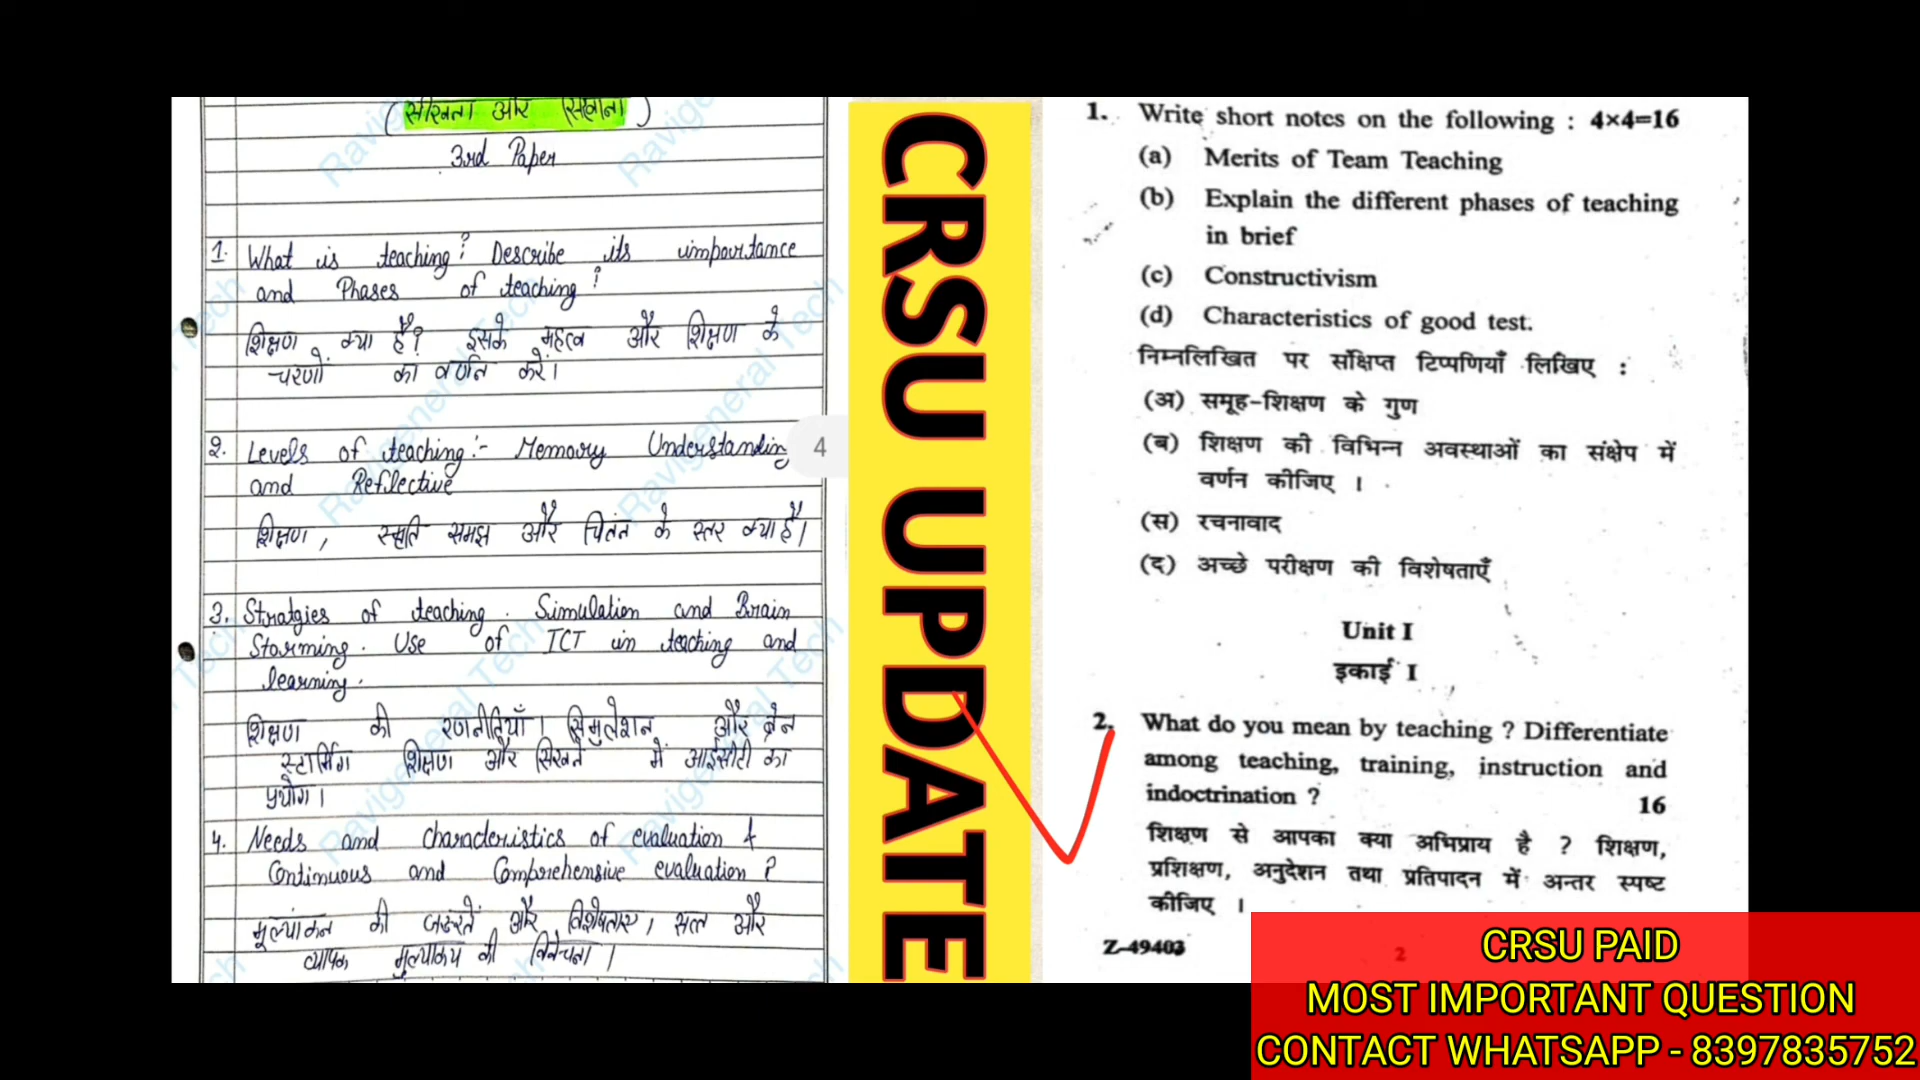 (सीखना और सिखाना)
3rd Paper
1. What is teaching? Describe its importance
and Phases of teaching?
शिक्षण क्या है? इसके महत्व और शिक्षण के
चरणों का वर्णन करें।
2. Levels of teaching:- Memory Understanding
and Reflective
शिक्षण, स्मृति समझ और चिंतन के स्तर क्या है।
3. Stratgies of teaching. Simulation and Brain
Storming. Use of ICT in teaching and
learning.
शिक्षण की रणनीतियाँ। सिमुलेशन और ब्रेन
स्टार्मिंग शिक्षण और सिखने में आईसीटी का
प्रयोग।
4. Needs and characteristics of evaluation &
Continuous and Comprehensive evaluation?
मूल्यांकन की जरूरतें और विशेषताएं, सतत और
व्यापक मूल्यांकय की विवेचना।
4
CRSU UPDATE
1. Write short notes on the following : 4×4=16
(a) Merits of Team Teaching
(b) Explain the different phases of teaching
in brief
(c) Constructivism
(d) Characteristics of good test.
निम्नलिखित पर संक्षिप्त टिप्पणियाँ लिखिए :
(अ) समूह-शिक्षण के गुण
(ब) शिक्षण की विभिन्न अवस्थाओं का संक्षेप में
वर्णन कीजिए ।
(स) रचनावाद
(द) अच्छे परीक्षण की विशेषताएँ
Unit I
इकाई I
2. What do you mean by teaching ? Differentiate
among teaching, training, instruction and
indoctrination ? 16
शिक्षण से आपका क्या अभिप्राय है ? शिक्षण,
प्रशिक्षण, अनुदेशन तथा प्रतिपादन में अन्तर स्पष्ट
कीजिए ।
Z-49403 2
CRSU PAID
MOST IMPORTANT QUESTION
CONTACT WHATSAPP - 8397835752
Ravigeneral Tech